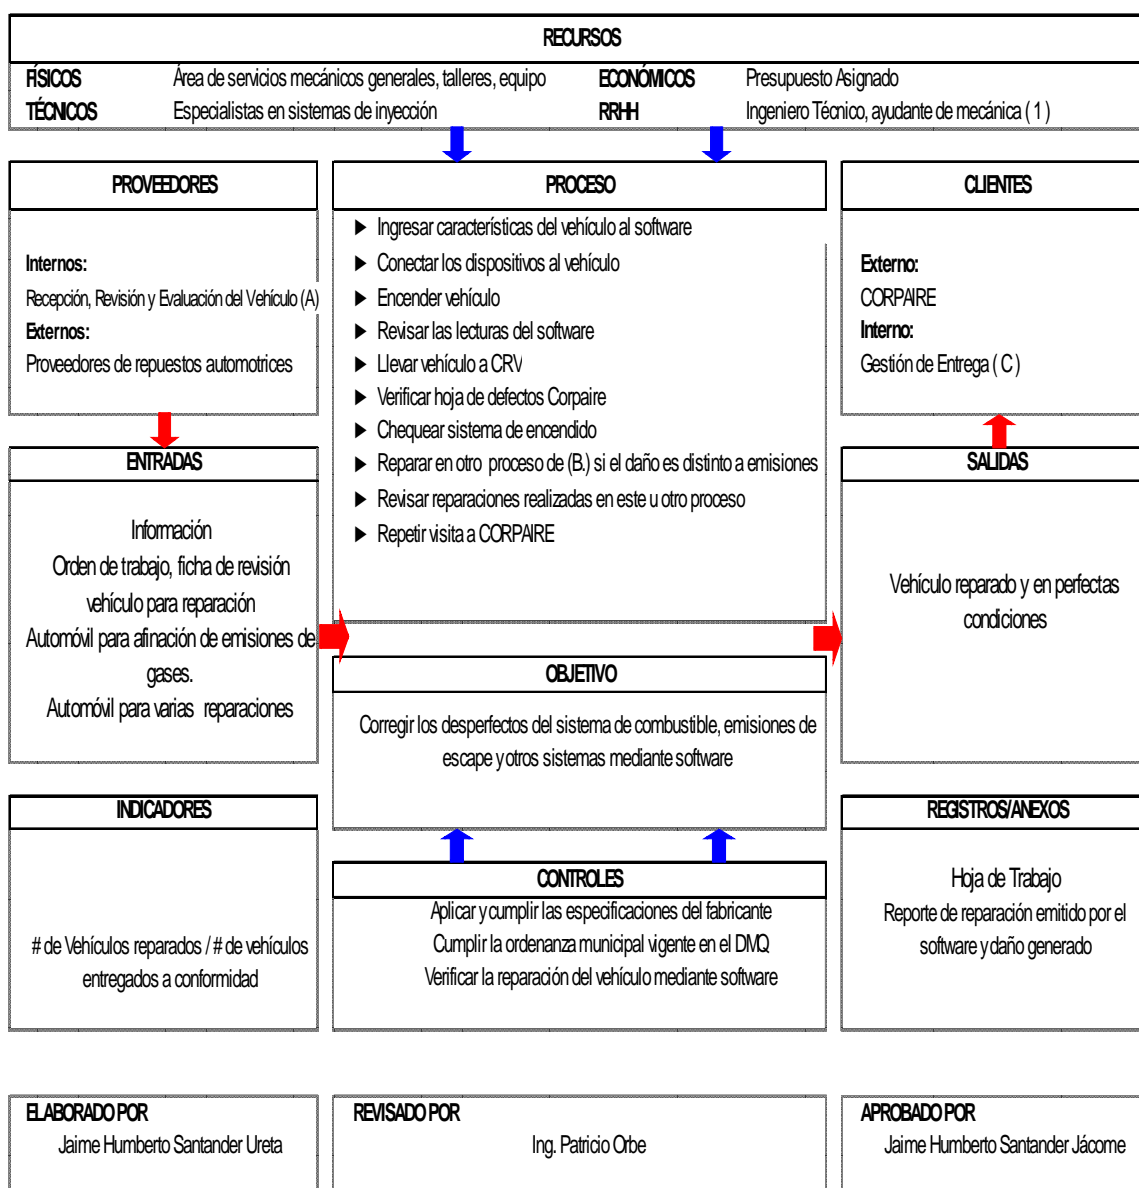 RECURSOS
FÍSICOS Área de servicios mecánicos generales, talleres, equipo ECONÓMICOS Presupuesto Asignado
TÉCNICOS Especialistas en sistemas de inyección RRHH Ingeniero Técnico, ayudante de mecánica ( 1 )
PROVEEDORES
Internos:
Recepción, Revisión y Evaluación del Vehículo (A)
Externos:
Proveedores de repuestos automotrices
PROCESO
Ingresar características del vehículo al software
Conectar los dispositivos al vehículo
Encender vehículo
Revisar las lecturas del software
Llevar vehículo a CRV
Verificar hoja de defectos Corpaire
Chequear sistema de encendido
Reparar en otro proceso de (B.) si el daño es distinto a emisiones
Revisar reparaciones realizadas en este u otro proceso
Repetir visita a CORPAIRE
CLIENTES
Externo:
CORPAIRE
Interno:
Gestión de Entrega ( C )
ENTRADAS
Información
Orden de trabajo, ficha de revisión
vehículo para reparación
Automóvil para afinación de emisiones de
gases.
Automóvil para varias reparaciones
SALIDAS
Vehículo reparado y en perfectas
condiciones
OBJETIVO
Corregir los desperfectos del sistema de combustible, emisiones de
escape y otros sistemas mediante software
INDICADORES
# de Vehículos reparados / # de vehículos
entregados a conformidad
CONTROLES
Aplicar y cumplir las especificaciones del fabricante
Cumplir la ordenanza municipal vigente en el DMQ
Verificar la reparación del vehículo mediante software
REGISTROS/ANEXOS
Hoja de Trabajo
Reporte de reparación emitido por el
software y daño generado
ELABORADO POR
Jaime Humberto Santander Ureta
REVISADO POR
Ing. Patricio Orbe
APROBADO POR
Jaime Humberto Santander Jácome